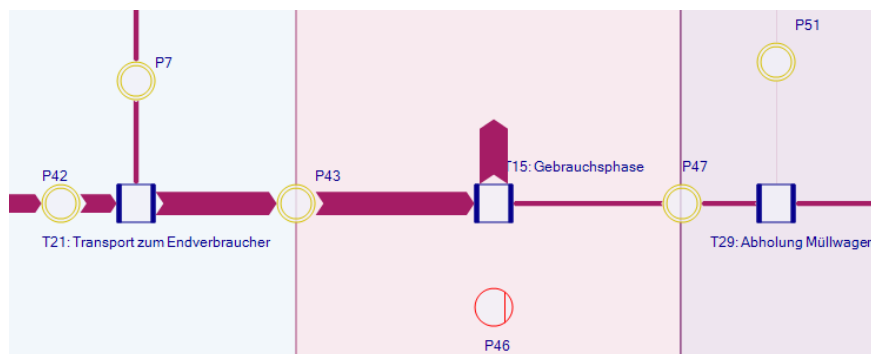 P51
P7
P42
P43
T15: Gebrauchsphase
P47
T21: Transport zum Endverbraucher
T29: Abholung Müllwagen
P46